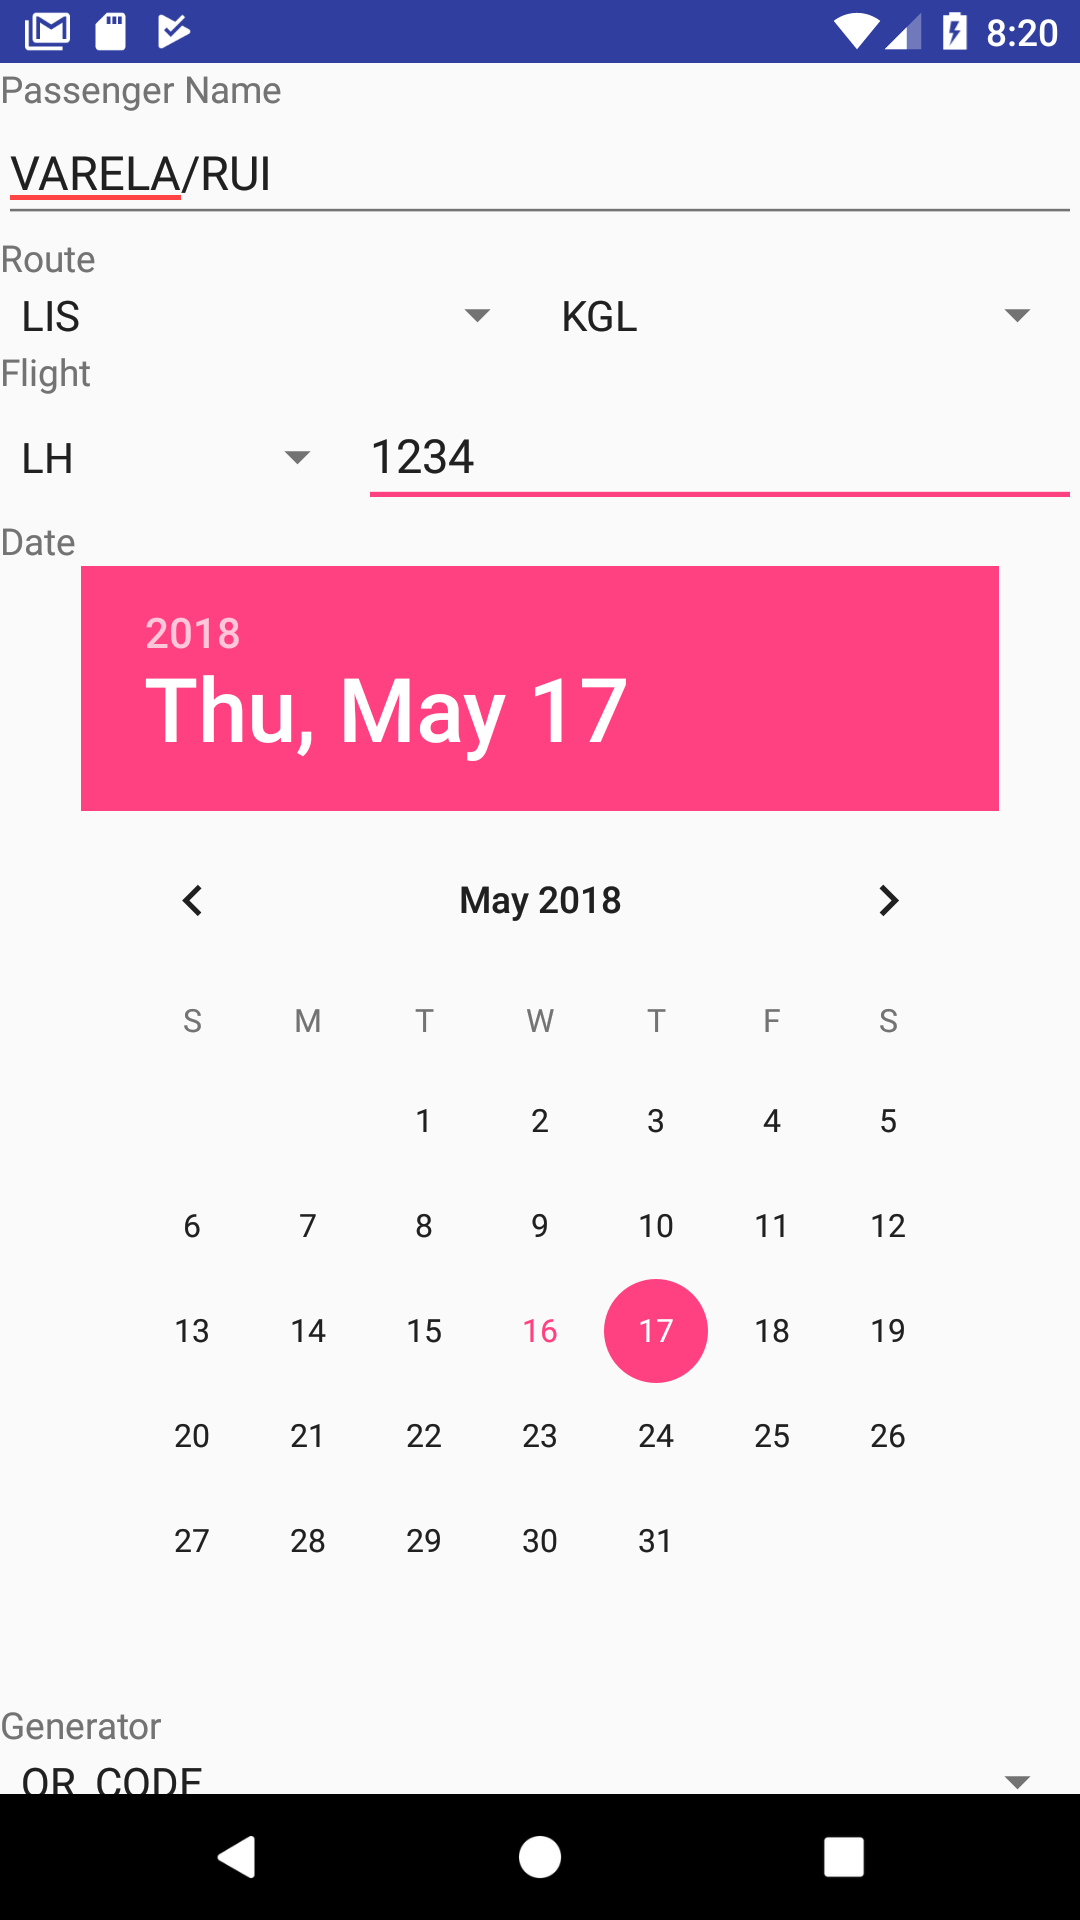 8:20
Passenger Name
VARELA/RUI
Route
LIS KGL
Flight
LH 1234
Date
2018
Thu, May 17
May 2018
S M T W T F S
1 2 3 4 5
6 7 8 9 10 11 12
13 14 15 16 17 18 19
20 21 22 23 24 25 26
27 28 29 30 31
Generator
QR_CODE